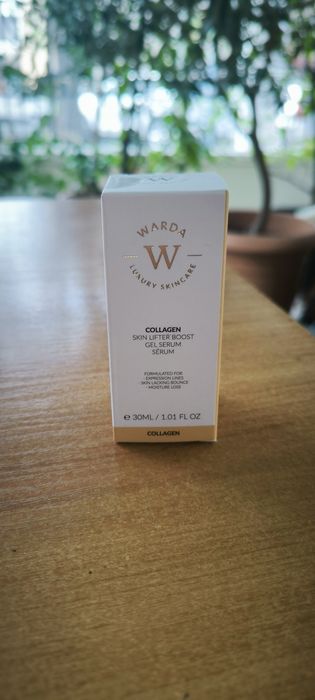 WARDA
W
LUXURY SKINCARE
COLLAGEN
SKIN LIFTER BOOST
GEL SERUM
SÉRUM
FORMULATED FOR:
- EXPRESSION LINES
SKIN LACKING BOUNCE
- MOISTURE LOSS
℮ 30ML / 1.01 FL OZ
COLLAGEN